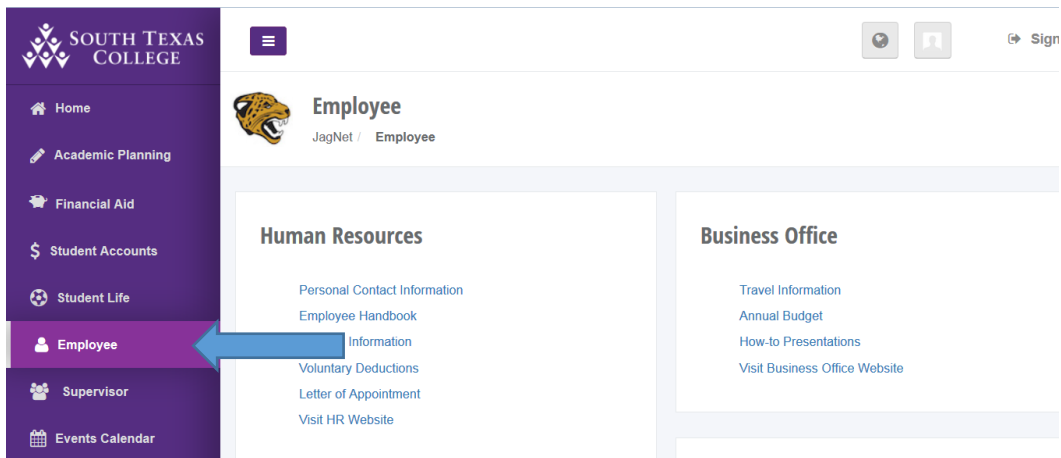 SOUTH TEXAS
COLLEGE
Sign
Home
Academic Planning
Financial Aid
Student Accounts
Student Life
Employee
Supervisor
Events Calendar
Employee
JagNet / Employee
Human Resources
Personal Contact Information
Employee Handbook
Information
Voluntary Deductions
Letter of Appointment
Visit HR Website
Business Office
Travel Information
Annual Budget
How-to Presentations
Visit Business Office Website